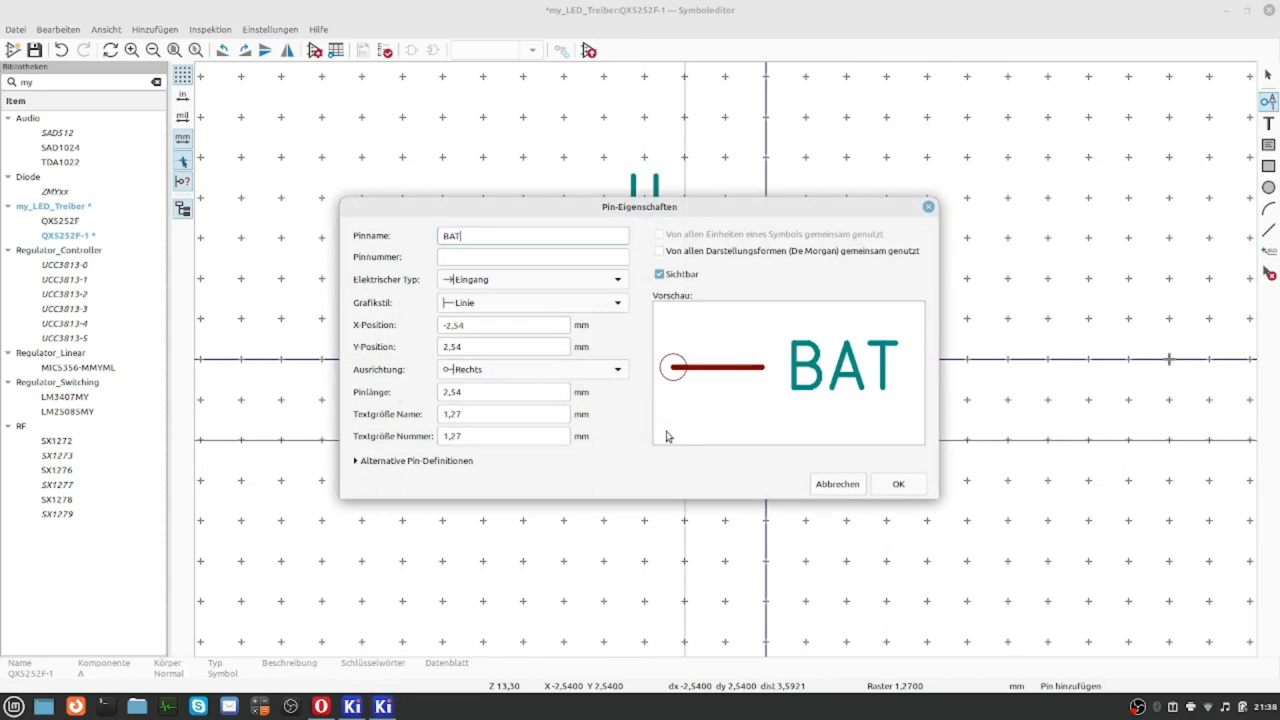 *my_LED_Treiber:QX5252F-1 — Symboleditor
Datei Bearbeiten Ansicht Hinzufügen Inspektion Einstellungen Hilfe
Bibliotheken
my
Item
Audio
SAD512
SAD1024
TDA1022
Diode
ZMYxx
my_LED_Treiber *
QX5252F
QX5252F-1 *
Regulator_Controller
UCC3813-0
UCC3813-1
UCC3813-2
UCC3813-3
UCC3813-4
UCC3813-5
Regulator_Linear
MIC5356-MMYML
Regulator_Switching
LM3407MY
LM25085MY
RF
SX1272
SX1273
SX1276
SX1277
SX1278
SX1279
in
mil
mm
Pin-Eigenschaften
Pinname: BAT
Pinnummer:
Elektrischer Typ: Eingang
Grafikstil: Linie
X-Position: -2,54 mm
Y-Position: 2,54 mm
Ausrichtung: Rechts
Pinlänge: 2,54 mm
Textgröße Name: 1,27 mm
Textgröße Nummer: 1,27 mm
Alternative Pin-Definitionen
Von allen Einheiten eines Symbols gemeinsam genutzt
Von allen Darstellungsformen (De Morgan) gemeinsam genutzt
Sichtbar
Vorschau:
BAT
Abbrechen OK
Name Komponente Körper Typ Beschreibung Schlüsselwörter Datenblatt
QX5252F-1 A Normal Symbol
Z 13,30 X -2,5400 Y 2,5400 dx -2,5400 dy 2,5400 dist 3,5921 Raster 1,2700 mm Pin hinzufügen
Ki Ki
21:38